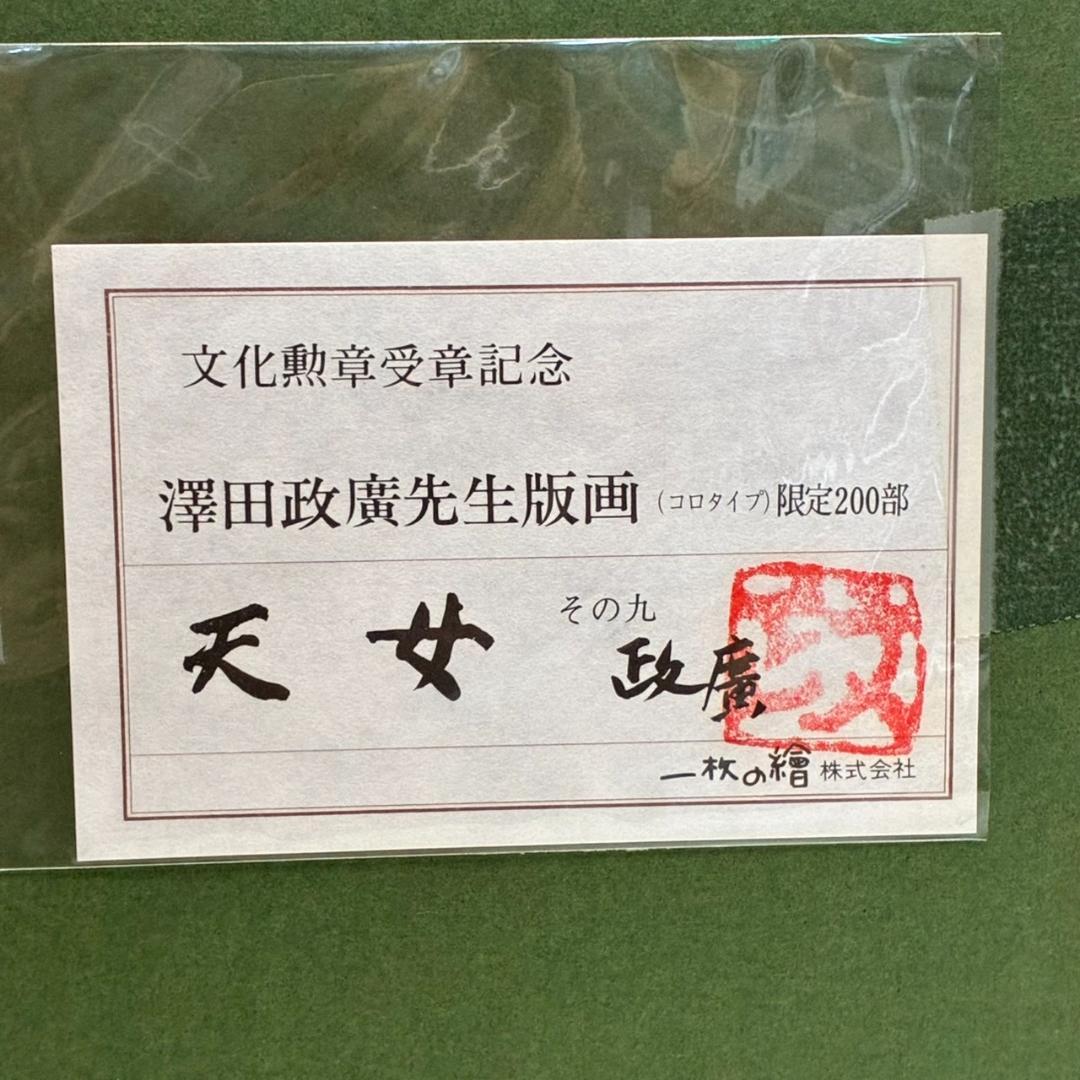 文化勲章受章記念
澤田政廣先生版画(コロタイプ)限定200部
天女 その九
政廣
一枚の繪株式会社